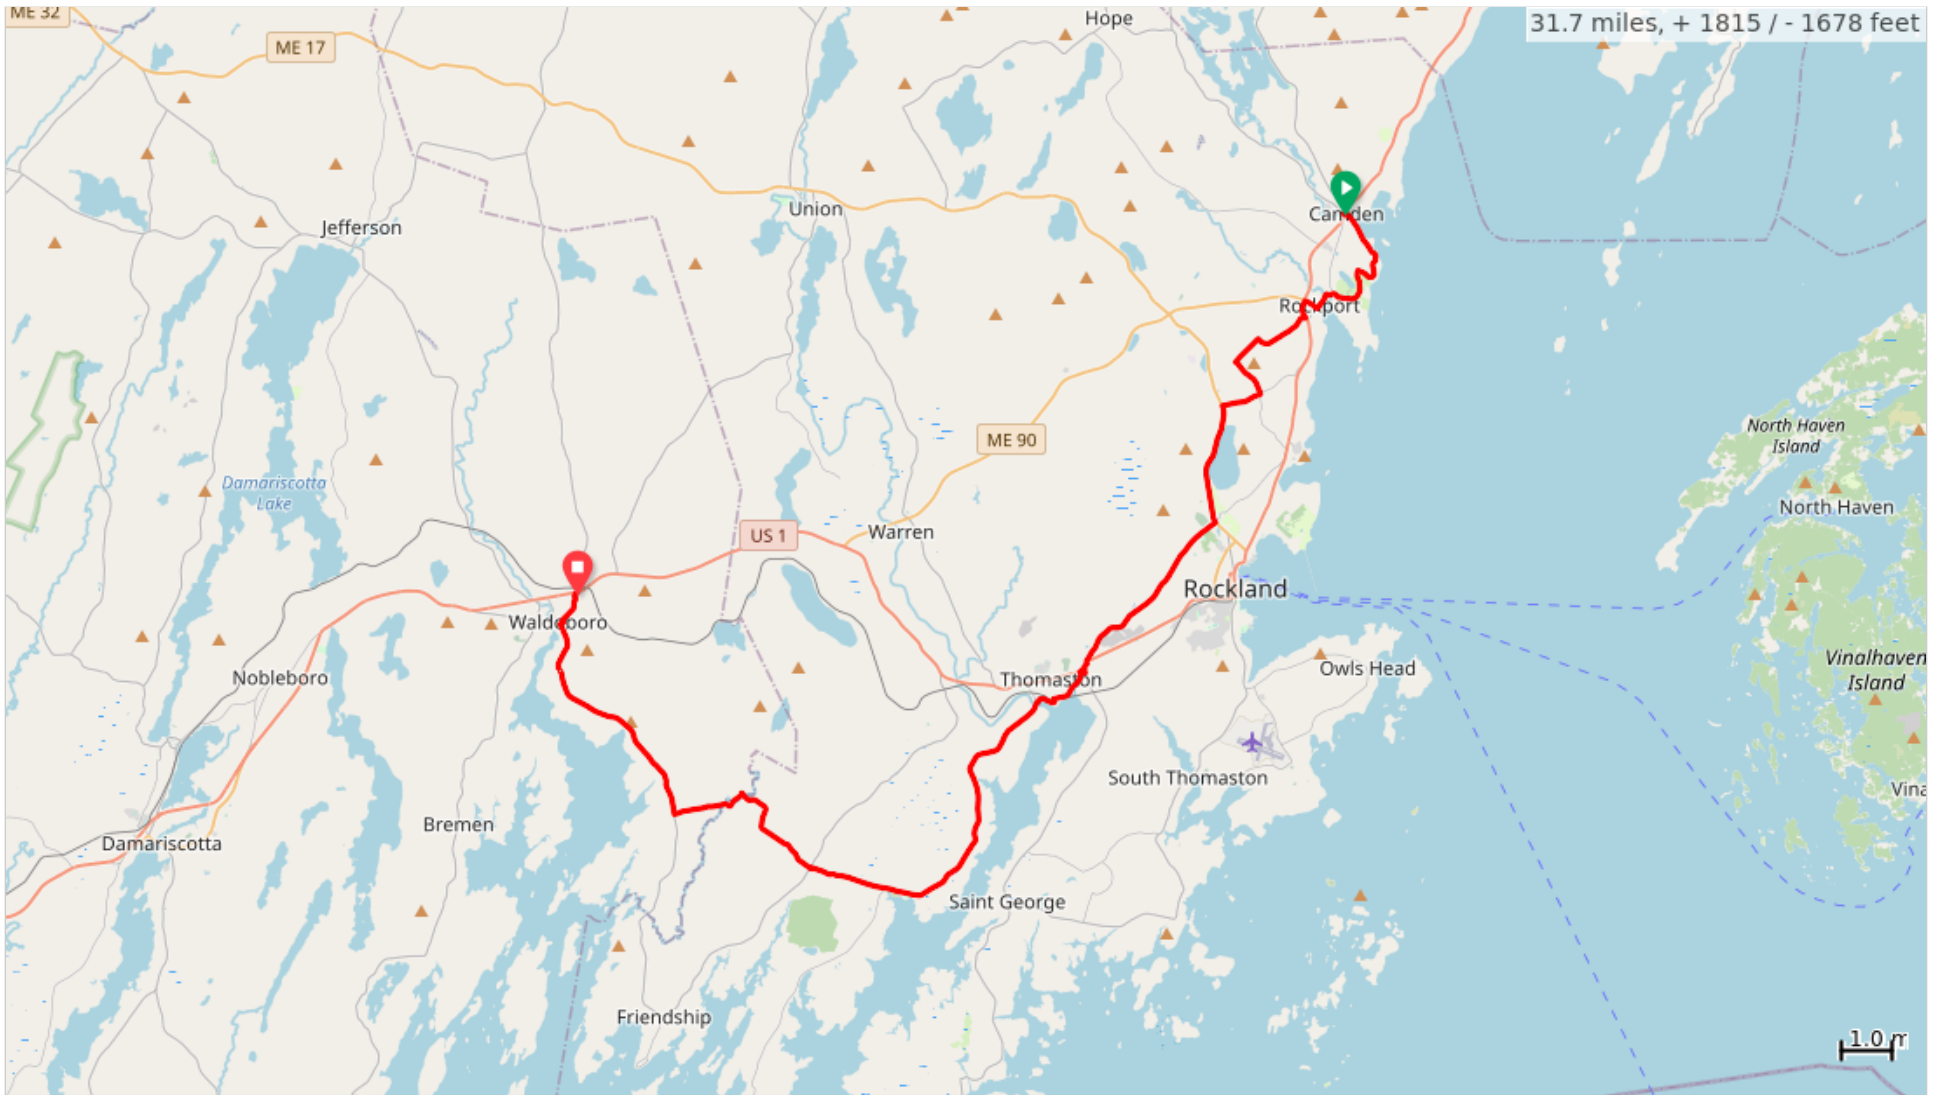 ME 32
Hope
31.7 miles, + 1815 / - 1678 feet
ME 17
Union
Camden
Jefferson
Rockport
ME 90
North Haven
Island
Damariscotta
Lake
North Haven
US 1
Warren
Rockland
Waldoboro
Vinalhaven
Island
Owls Head
Nobleboro
Thomaston
South Thomaston
Vina
Bremen
Damariscotta
Saint George
Friendship
1.0 m